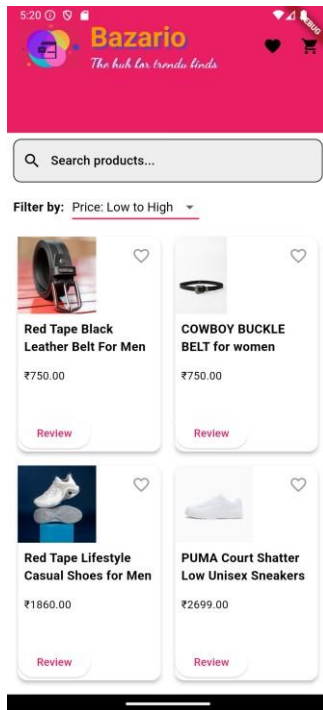 5:20
DEBUG
Bazario
The hub for trendy finds
Search products...
Filter by: Price: Low to High
Red Tape Black
Leather Belt For Men
₹750.00
Review
COWBOY BUCKLE
BELT for women
₹750.00
Review
Red Tape Lifestyle
Casual Shoes for Men
₹1860.00
Review
PUMA Court Shatter
Low Unisex Sneakers
₹2699.00
Review